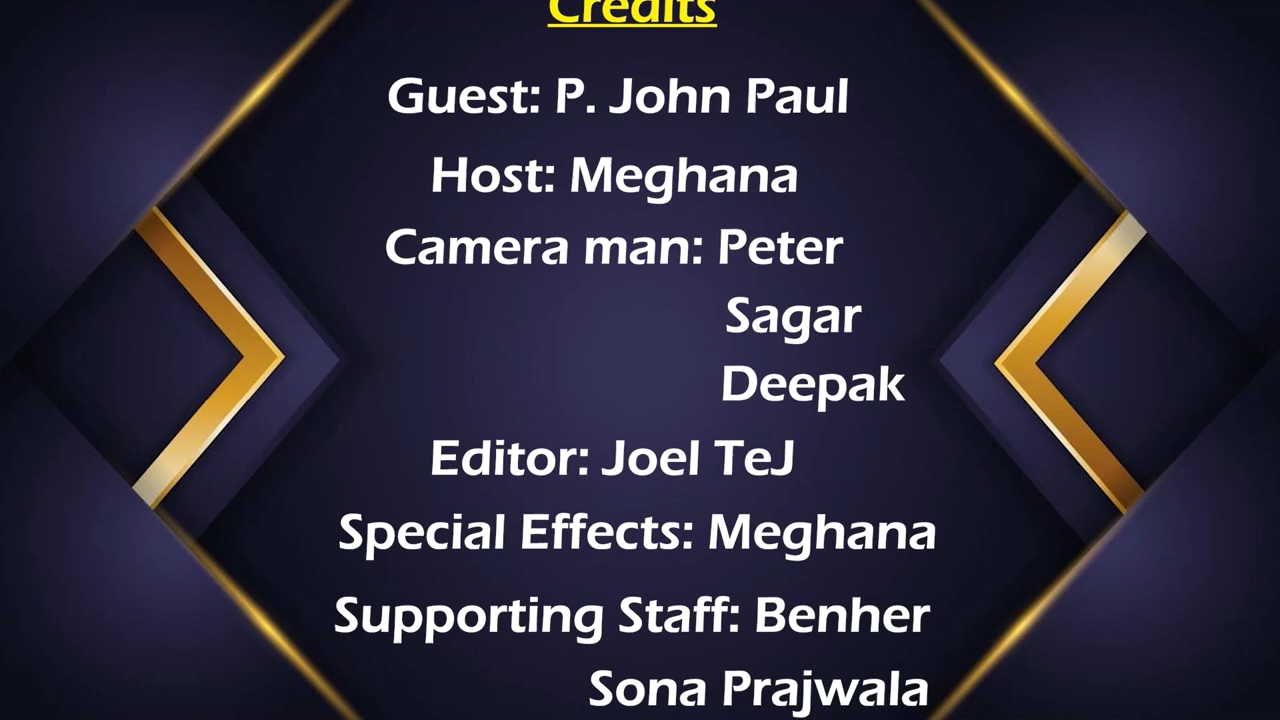 Credits
Guest: P. John Paul
Host: Meghana
Camera man: Peter
Sagar
Deepak
Editor: Joel TeJ
Special Effects: Meghana
Supporting Staff: Benher
Sona Prajwala